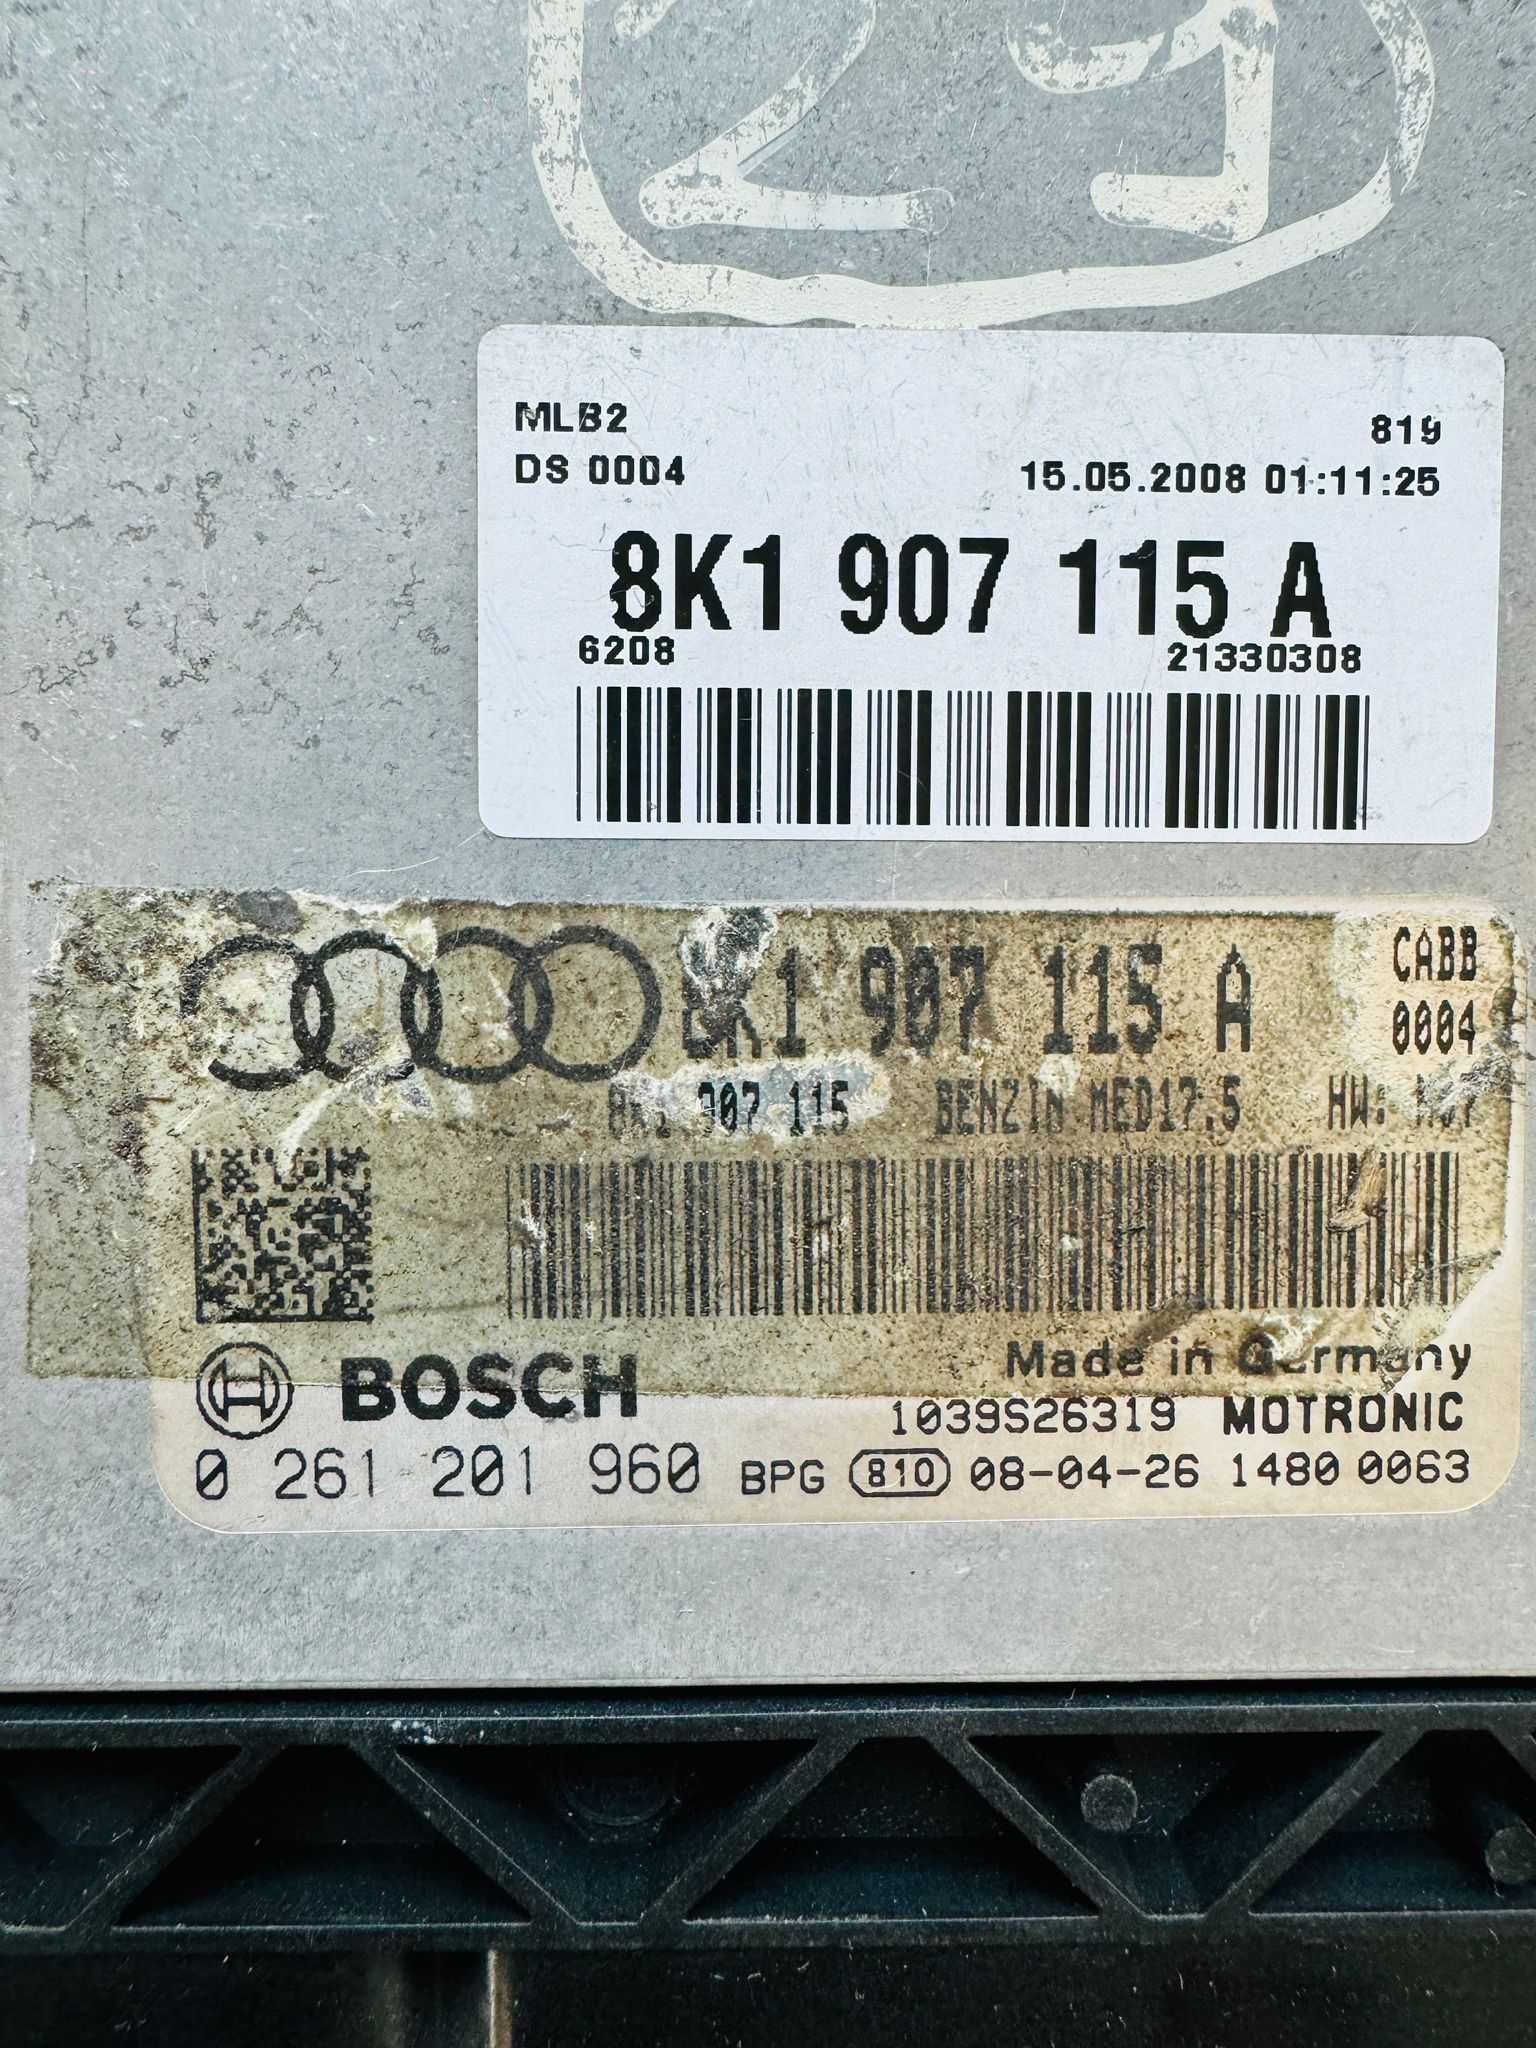 MLB2 819
DS 0004 15.05.2008 01:11:25
8K1 907 115 A
6208 21330308
8K1 907 115 A CABB
0004
8K1 907 115 BENZIN MED17.5 HW:
BOSCH Made in Germany
1039S26319 MOTRONIC
0 261 201 960 BPG 810 08-04-26 1480 0063